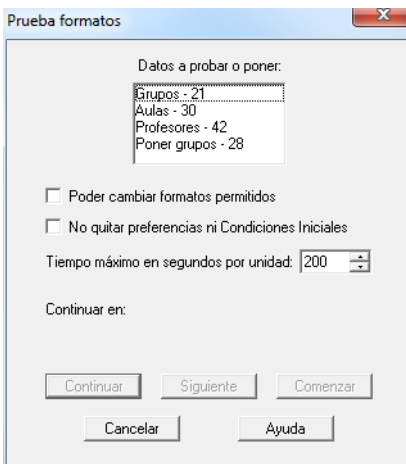 Prueba formatos
Datos a probar o poner:
Grupos - 21
Aulas - 30
Profesores - 42
Poner grupos - 28
Poder cambiar formatos permitidos
No quitar preferencias ni Condiciones Iniciales
Tiempo máximo en segundos por unidad: 200
Continuar en:
Continuar Siguiente Comenzar
Cancelar Ayuda